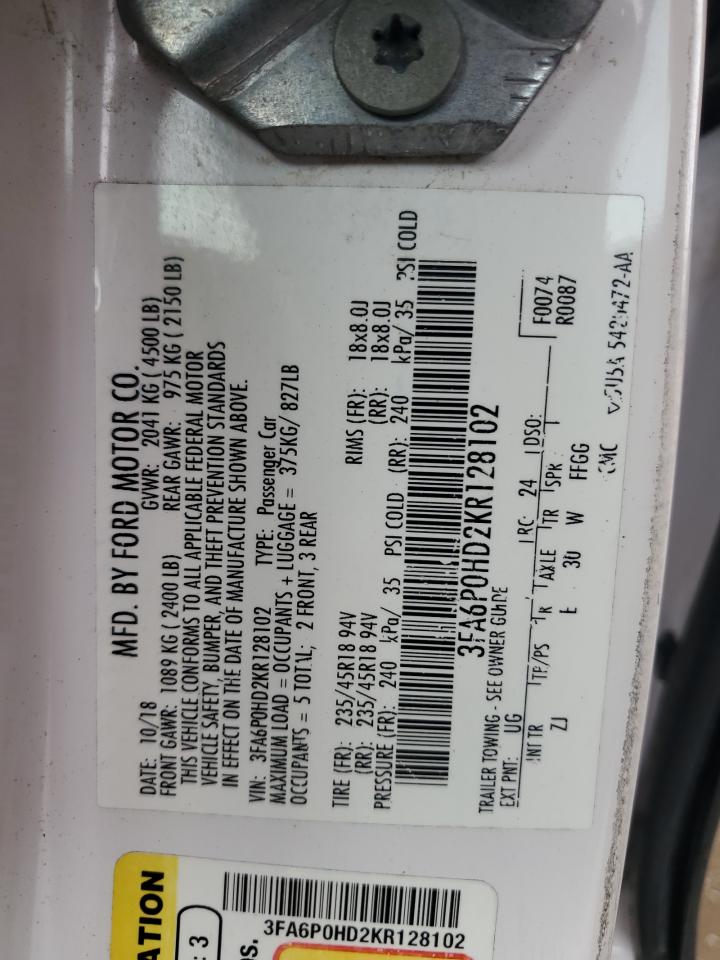 MFD. BY FORD MOTOR CO.
DATE: 10/18 GVWR: 2041 KG ( 4500 LB)
FRONT GAWR: 1089 KG ( 2400 LB) REAR GAWR: 975 KG ( 2150 LB)
THIS VEHICLE CONFORMS TO ALL APPLICABLE FEDERAL MOTOR
VEHICLE SAFETY, BUMPER, AND THEFT PREVENTION STANDARDS
IN EFFECT ON THE DATE OF MANUFACTURE SHOWN ABOVE.
VIN: 3FA6P0HD2KR128102 TYPE: Passenger Car
MAXIMUM LOAD = OCCUPANTS + LUGGAGE = 375KG/ 827LB
OCCUPANTS = 5 TOTAL; 2 FRONT, 3 REAR
TIRE (FR): 235/45R18 94V RIMS (FR): 18x8.0J
(RR): 235/45R18 94V (RR): 18x8.0J
PRESSURE (FR): 240 kPa/ 35 PSI COLD (RR): 240 kPa/ 35 PSI COLD
3FA6P0HD2KR128102
TRAILER TOWING - SEE OWNER GUIDE
EXT PNT: UG RC: 24 DSO: F0074
R0087
INT TR TP/PS R AXLE TR SPR
ZJ 30 W FFGG
ATION
: 3
os.
3FA6P0HD2KR128102